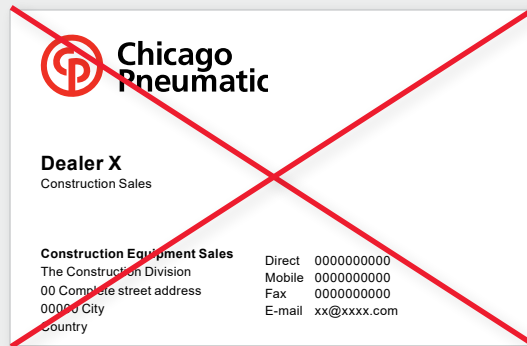 Chicago
Pneumatic
Dealer X
Construction Sales
Construction Equipment Sales
The Construction Division
00 Complete street address
00000 City
Country
Direct 0000000000
Mobile 0000000000
Fax 0000000000
E-mail xx@xxxx.com